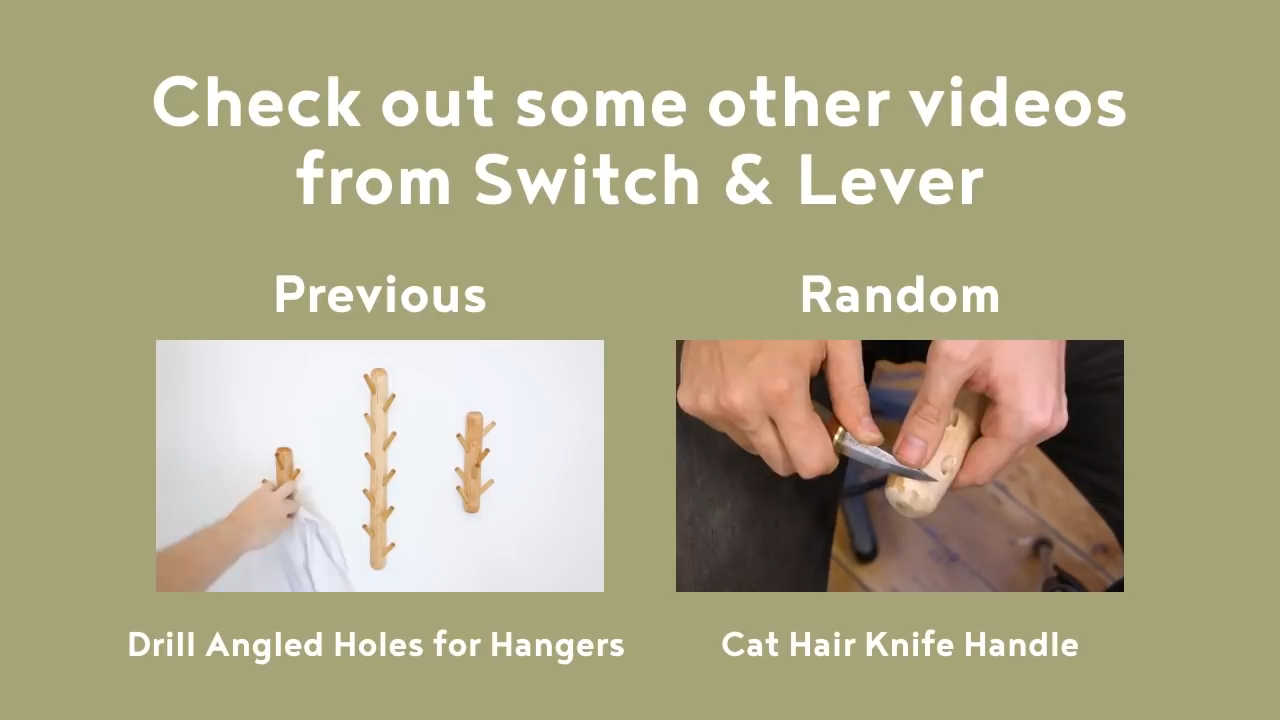 Check out some other videos
from Switch & Lever
Previous
Random
Drill Angled Holes for Hangers
Cat Hair Knife Handle